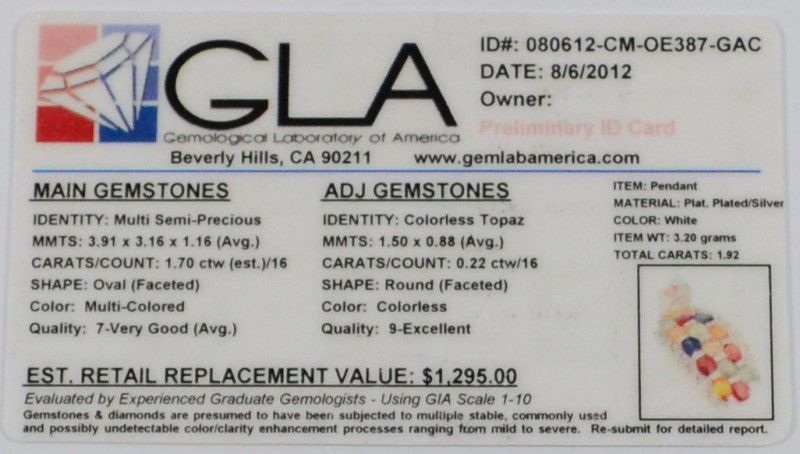 GLA
Gemological Laboratory of America
Beverly Hills, CA 90211 www.gemlabamerica.com
ID#: 080612-CM-OE387-GAC
DATE: 8/6/2012
Owner:
Preliminary ID Card
MAIN GEMSTONES
IDENTITY: Multi Semi-Precious
MMTS: 3.91 x 3.16 x 1.16 (Avg.)
CARATS/COUNT: 1.70 ctw (est.)/16
SHAPE: Oval (Faceted)
Color: Multi-Colored
Quality: 7-Very Good (Avg.)
ADJ GEMSTONES
IDENTITY: Colorless Topaz
MMTS: 1.50 x 0.88 (Avg.)
CARATS/COUNT: 0.22 ctw/16
SHAPE: Round (Faceted)
Color: Colorless
Quality: 9-Excellent
ITEM: Pendant
MATERIAL: Plat. Plated/Silver
COLOR: White
ITEM WT: 3.20 grams
TOTAL CARATS: 1.92
EST. RETAIL REPLACEMENT VALUE: $1,295.00
Evaluated by Experienced Graduate Gemologists - Using GIA Scale 1-10
Gemstones & diamonds are presumed to have been subjected to multiple stable, commonly used
and possibly undetectable color/clarity enhancement processes ranging from mild to severe. Re-submit for detailed report.